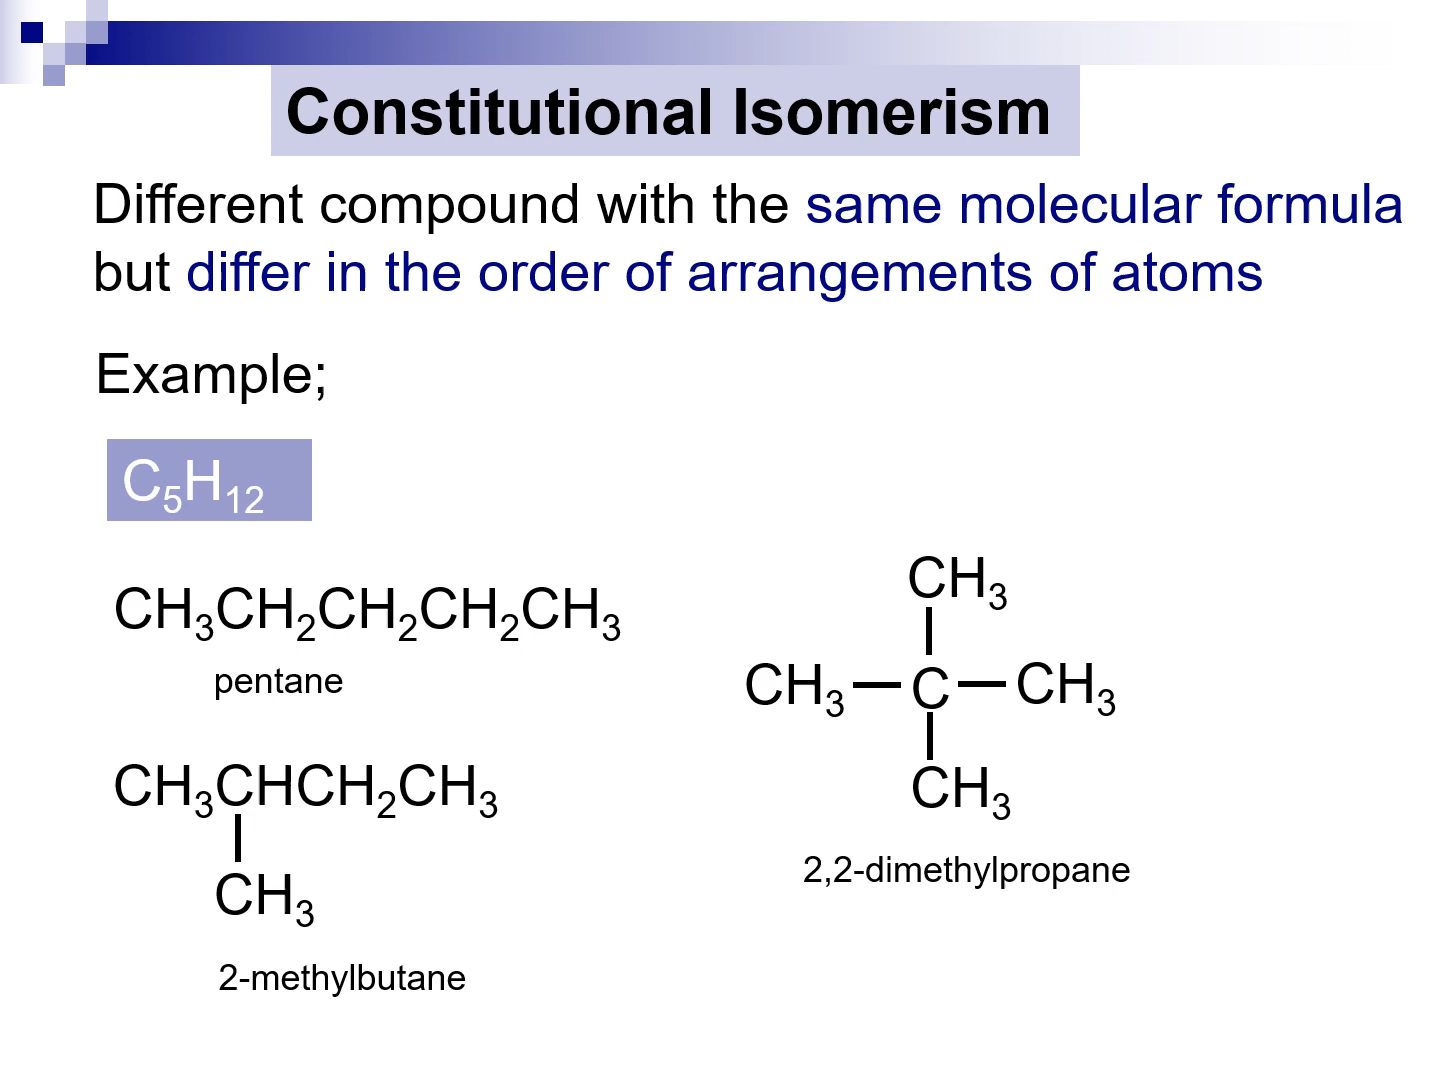 Constitutional Isomerism
Different compound with the same molecular formula
but differ in the order of arrangements of atoms
Example;
C₅H₁₂
CH₃CH₂CH₂CH₂CH₃
pentane
CH₃CHCH₂CH₃
CH₃
2-methylbutane
CH₃
CH₃—C—CH₃
CH₃
2,2-dimethylpropane